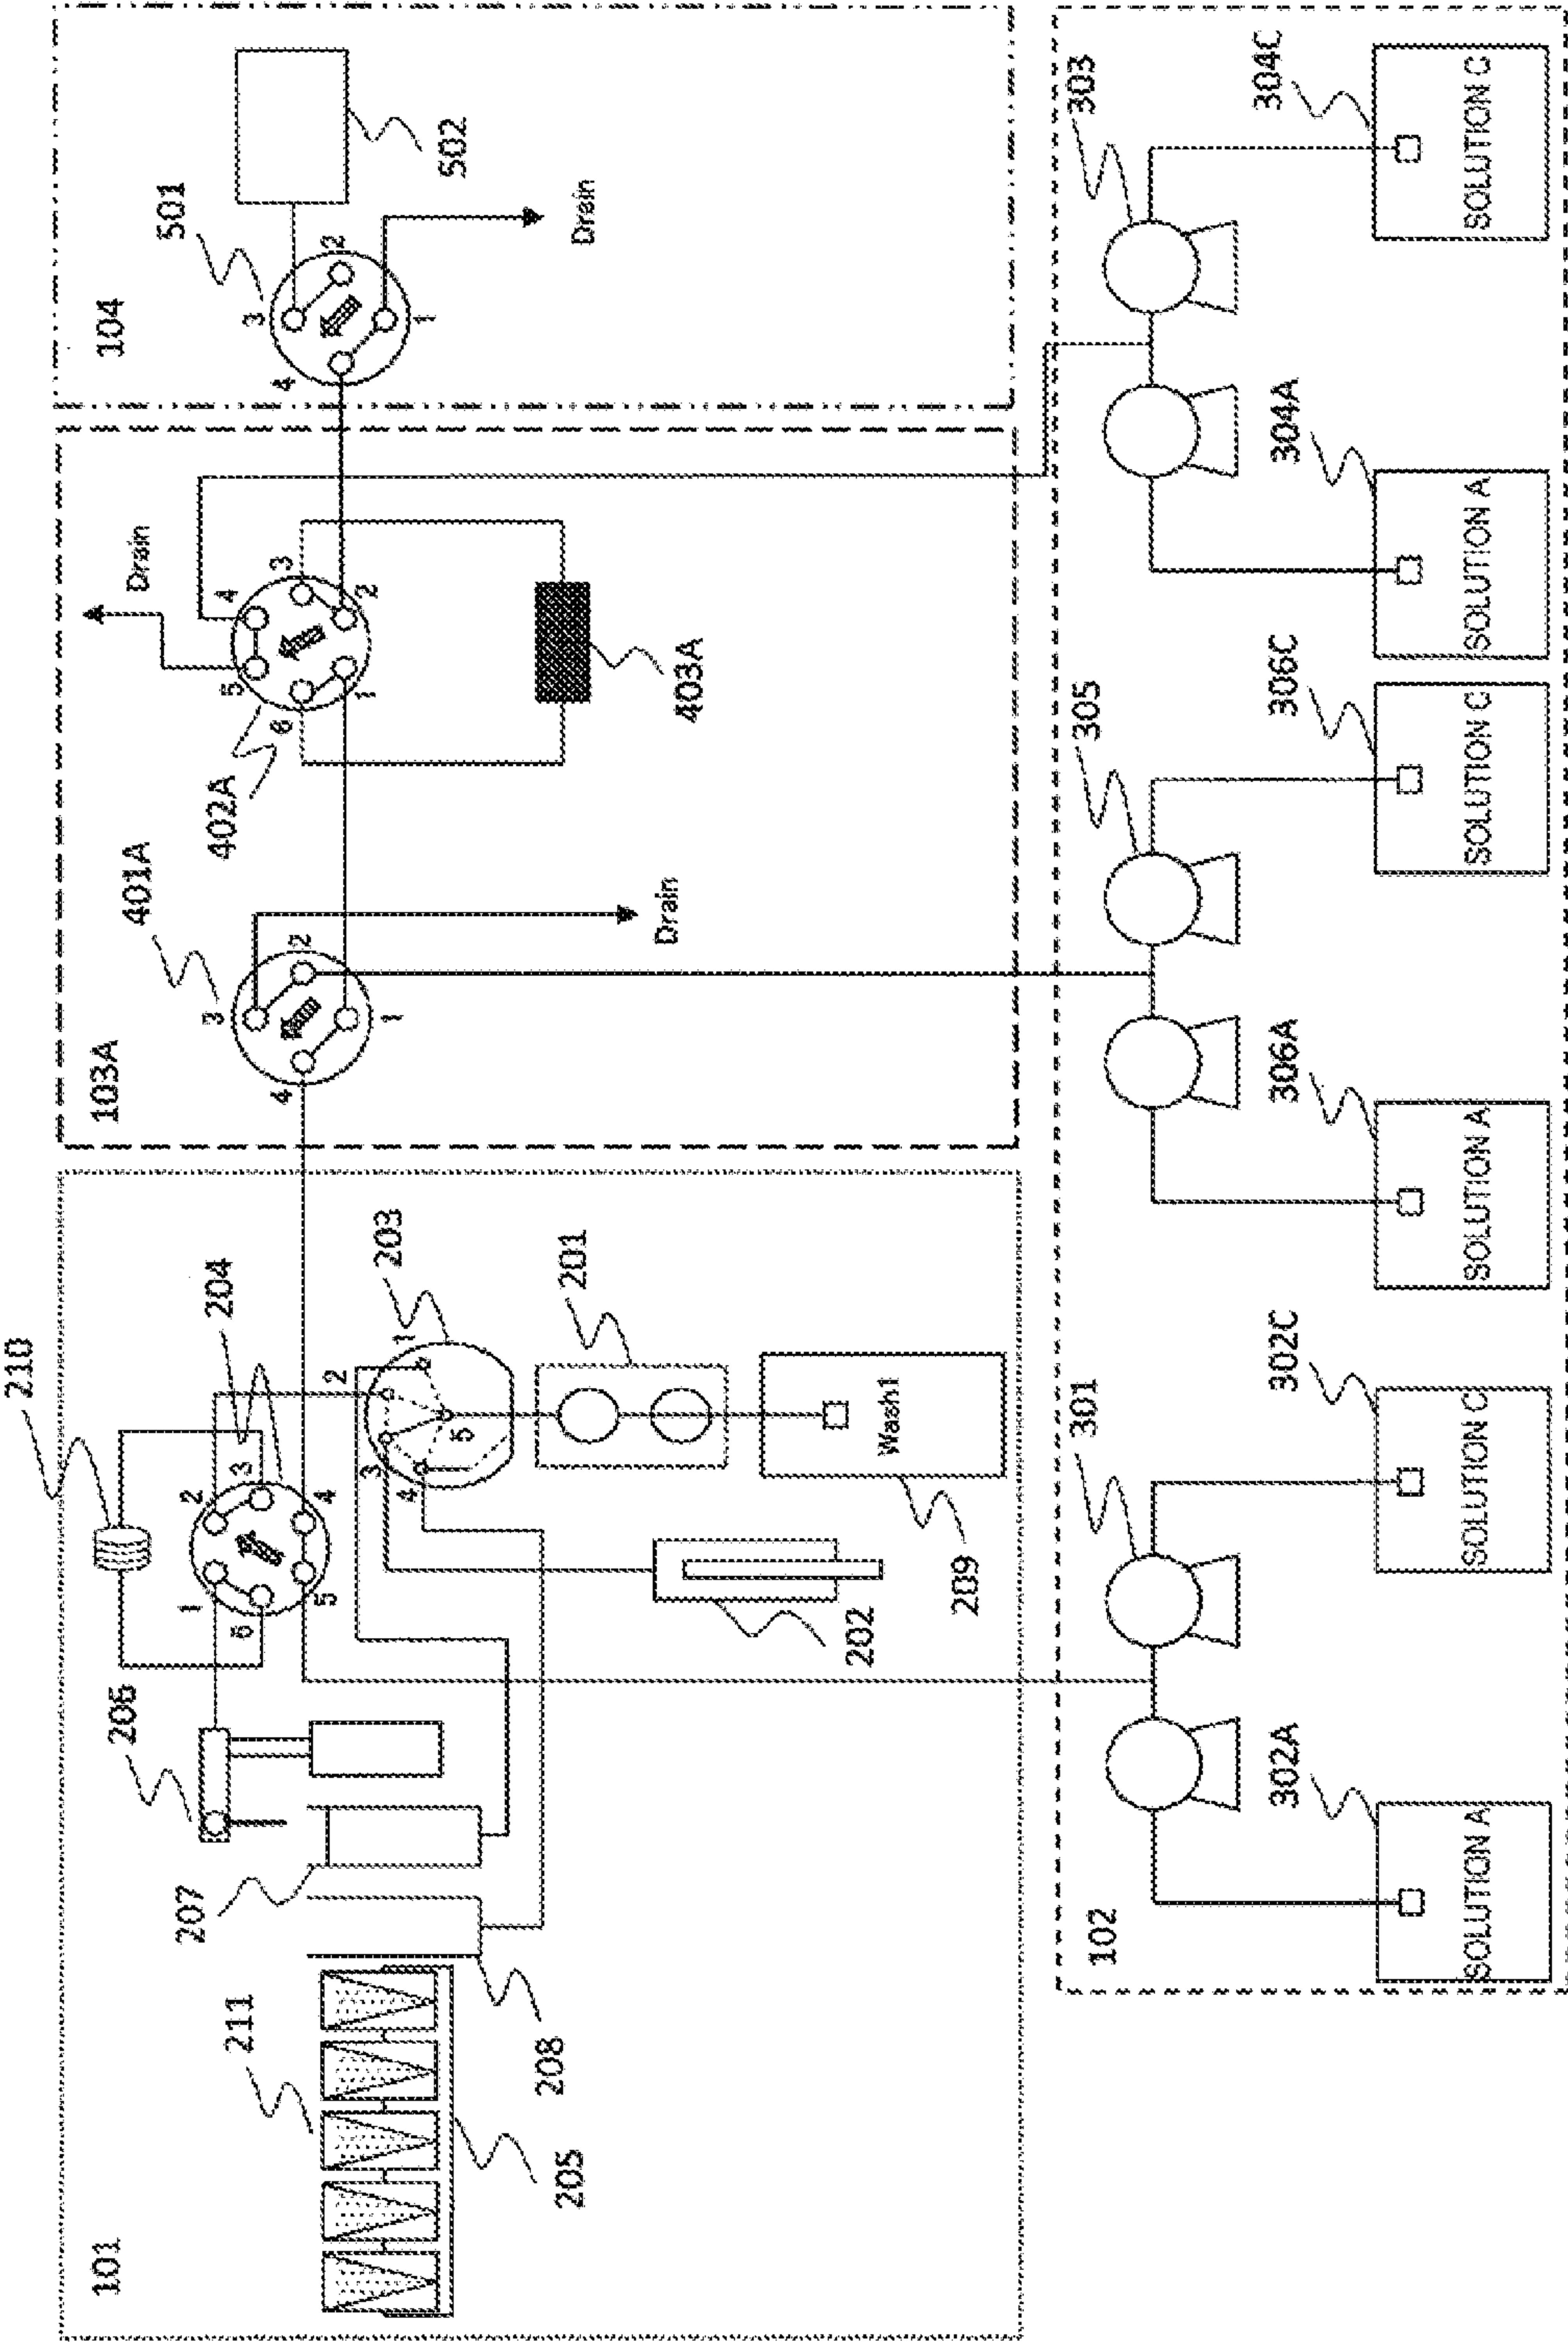 210
204
1
2
3
4
5
6
206
207
211
208
205
101
203
1
2
3
4
5
201
Wash1
209
202
103A
401A
1
2
3
4
Drain
402A
1
2
3
4
5
6
Drain
403A
104
501
1
2
3
4
502
Drain
102
301
302A
SOLUTION A
302C
SOLUTION C
305
306A
SOLUTION A
306C
SOLUTION C
303
304A
SOLUTION A
304C
SOLUTION C